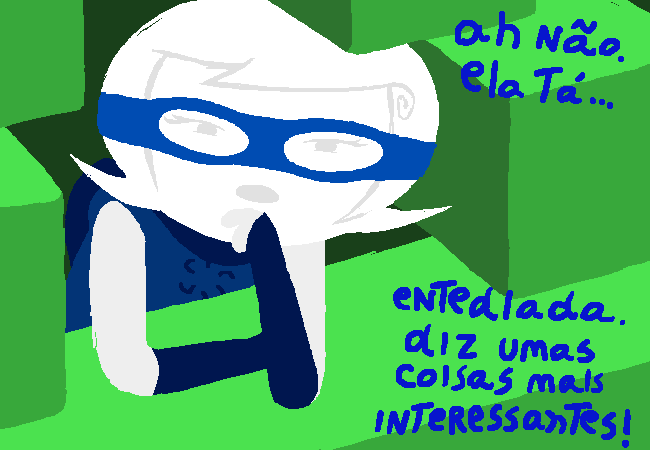 ah Não.
ela Tá...
ENTediada.
diz umas
coisas mais
INTERessanTes!